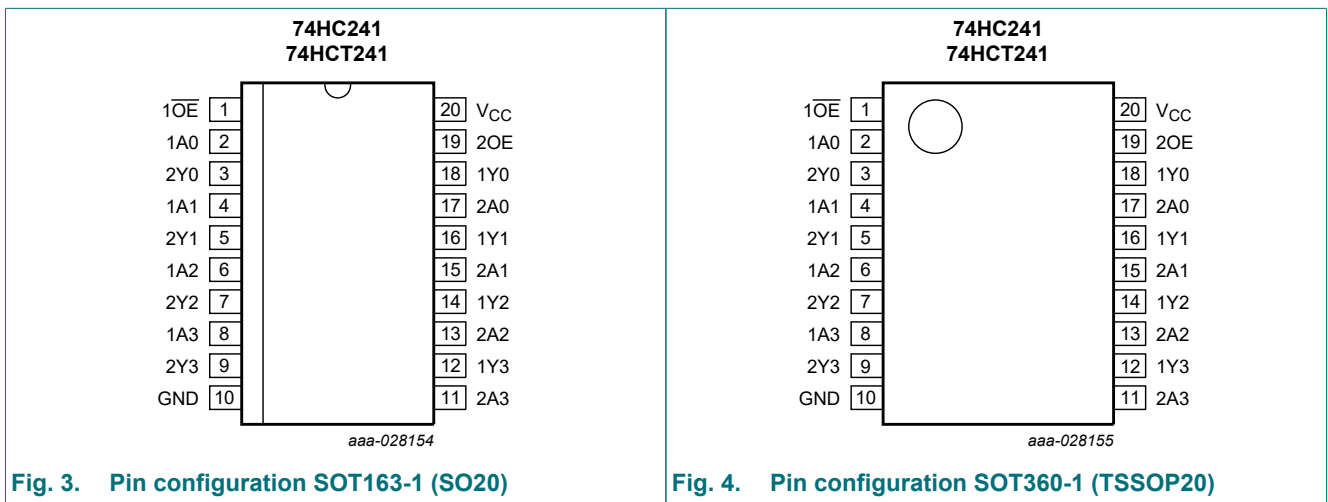 74HC241
74HCT241
1O̅E̅ 1 20 VCC
1A0 2 19 2OE
2Y0 3 18 1Y0
1A1 4 17 2A0
2Y1 5 16 1Y1
1A2 6 15 2A1
2Y2 7 14 1Y2
1A3 8 13 2A2
2Y3 9 12 1Y3
GND 10 11 2A3
aaa-028154
Fig. 3. Pin configuration SOT163-1 (SO20)
74HC241
74HCT241
1O̅E̅ 1 20 VCC
1A0 2 19 2OE
2Y0 3 18 1Y0
1A1 4 17 2A0
2Y1 5 16 1Y1
1A2 6 15 2A1
2Y2 7 14 1Y2
1A3 8 13 2A2
2Y3 9 12 1Y3
GND 10 11 2A3
aaa-028155
Fig. 4. Pin configuration SOT360-1 (TSSOP20)